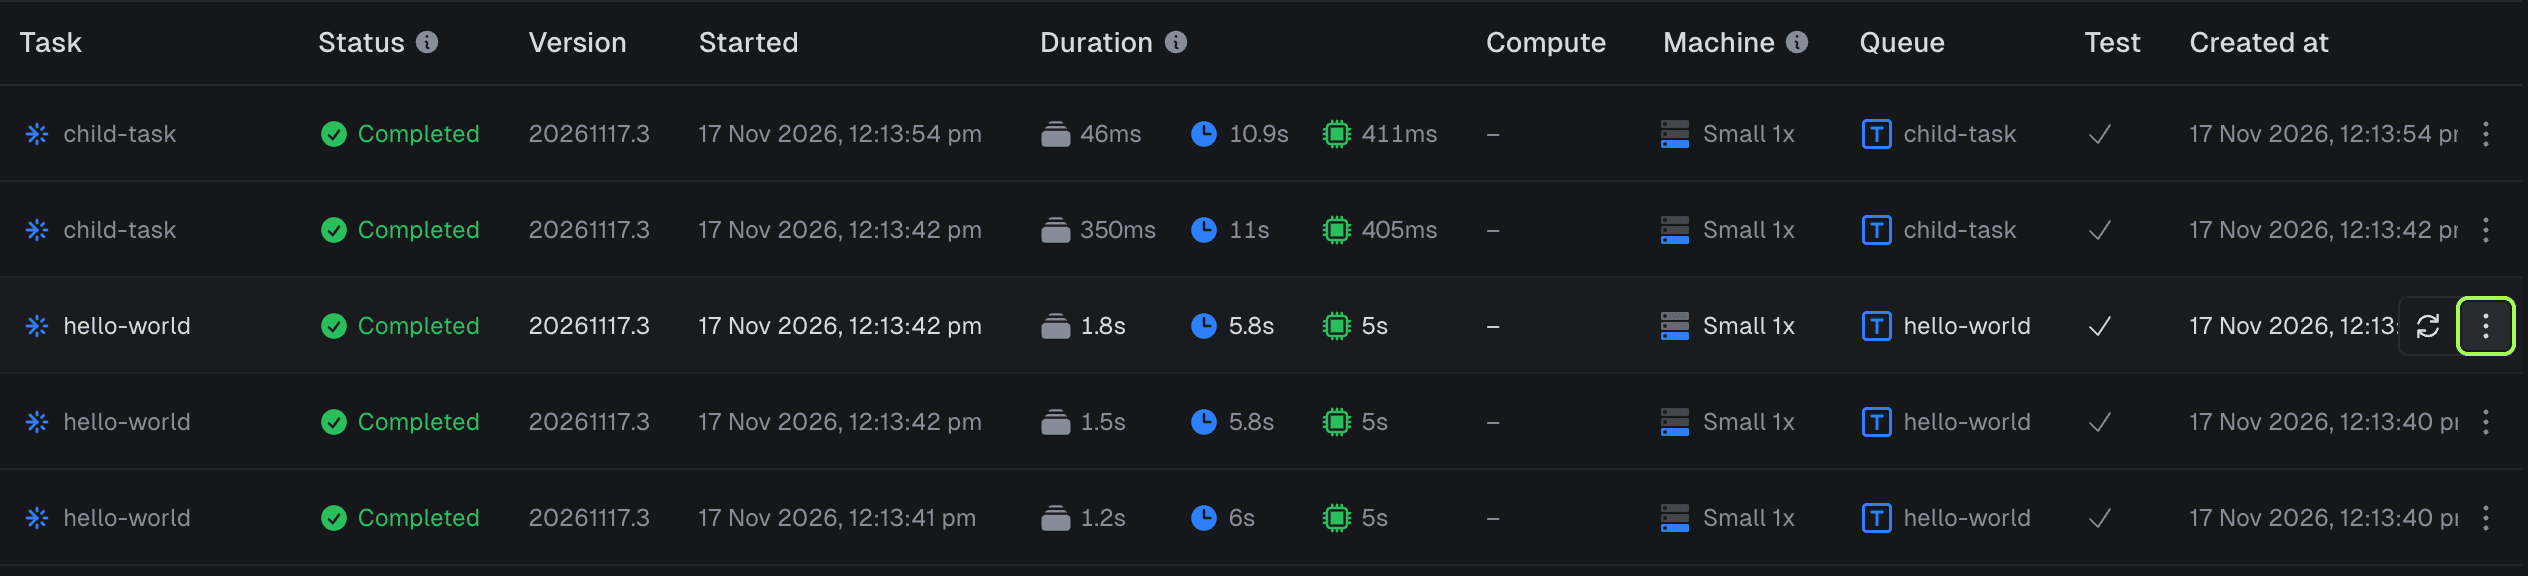 Task Status Version Started Duration Compute Machine Queue Test Created at
child-task Completed 20261117.3 17 Nov 2026, 12:13:54 pm 46ms 10.9s 411ms – Small 1x T child-task 17 Nov 2026, 12:13:54
child-task Completed 20261117.3 17 Nov 2026, 12:13:42 pm 350ms 11s 405ms – Small 1x T child-task 17 Nov 2026, 12:13:42
hello-world Completed 20261117.3 17 Nov 2026, 12:13:42 pm 1.8s 5.8s 5s – Small 1x T hello-world 17 Nov 2026, 12:13:
hello-world Completed 20261117.3 17 Nov 2026, 12:13:42 pm 1.5s 5.8s 5s – Small 1x T hello-world 17 Nov 2026, 12:13:40
hello-world Completed 20261117.3 17 Nov 2026, 12:13:41 pm 1.2s 6s 5s – Small 1x T hello-world 17 Nov 2026, 12:13:40